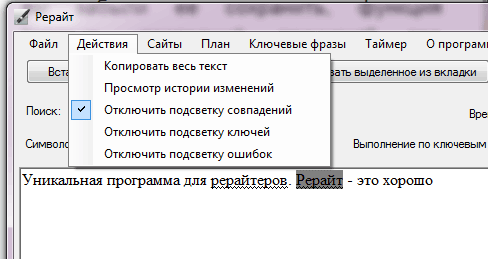 Рерайт
Файл Действия Сайты План Ключевые фразы Таймер О програм
Копировать весь текст
Просмотр истории изменений
Отключить подсветку совпадений
Отключить подсветку ключей
Отключить подсветку ошибок
Вста вать выделенное из вкладки
Поиск: Вре
Символо Выполнение по ключевым
Уникальная программа для рерайтеров. Рерайт - это хорошо